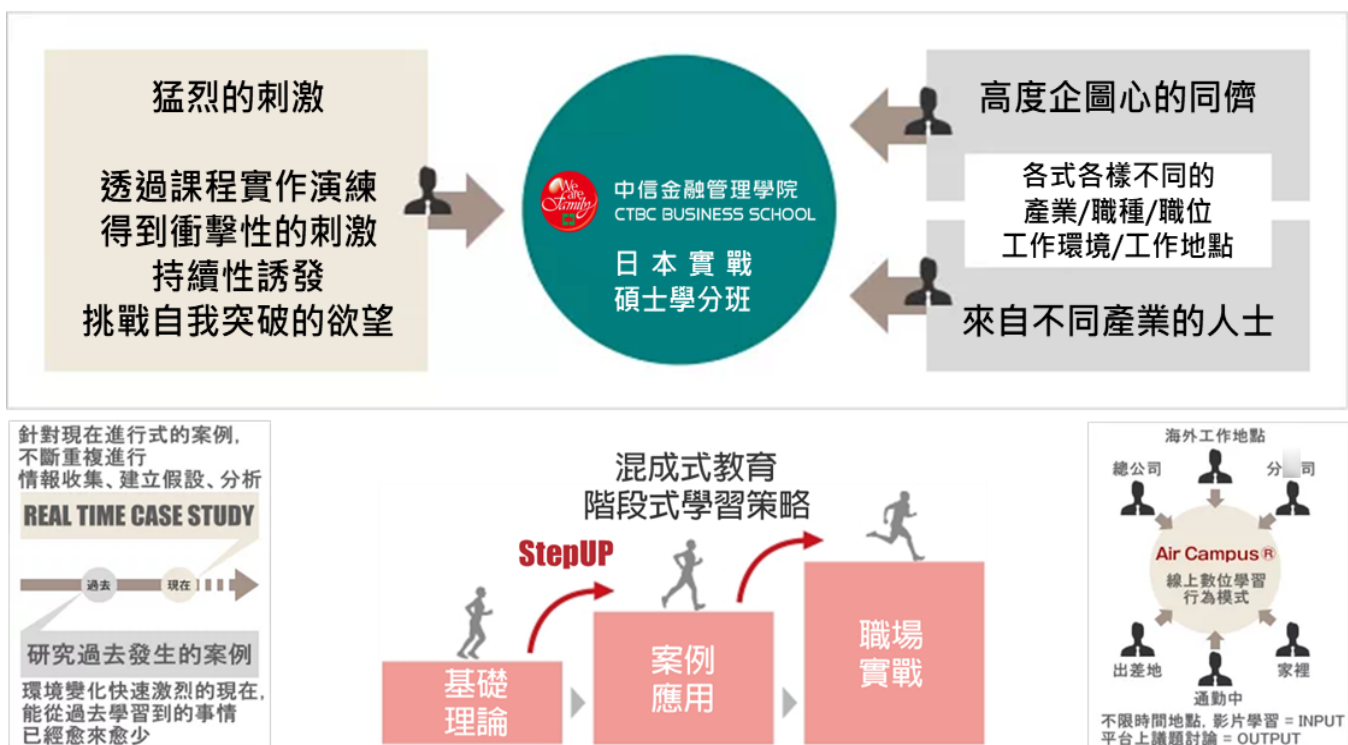 猛烈的刺激
透過課程實作演練
得到衝擊性的刺激
持續性誘發
挑戰自我突破的欲望
We are Family
中信金融管理學院
CTBC BUSINESS SCHOOL
日本實戰
碩士學分班
高度企圖心的同儕
各式各樣不同的
產業/職種/職位
工作環境/工作地點
來自不同產業的人士
針對現在進行式的案例,
不斷重複進行
情報收集、建立假設、分析
REAL TIME CASE STUDY
過去
現在
研究過去發生的案例
環境變化快速激烈的現在,
能從過去學習到的事情
已經愈來愈少
混成式教育
階段式學習策略
StepUP
基礎
理論
案例
應用
職場
實戰
海外工作地點
總公司
分 司
Air Campus®
線上數位學習
行為模式
出差地
通勤中
家裡
不限時間地點, 影片學習 = INPUT
平台上議題討論 = OUTPUT